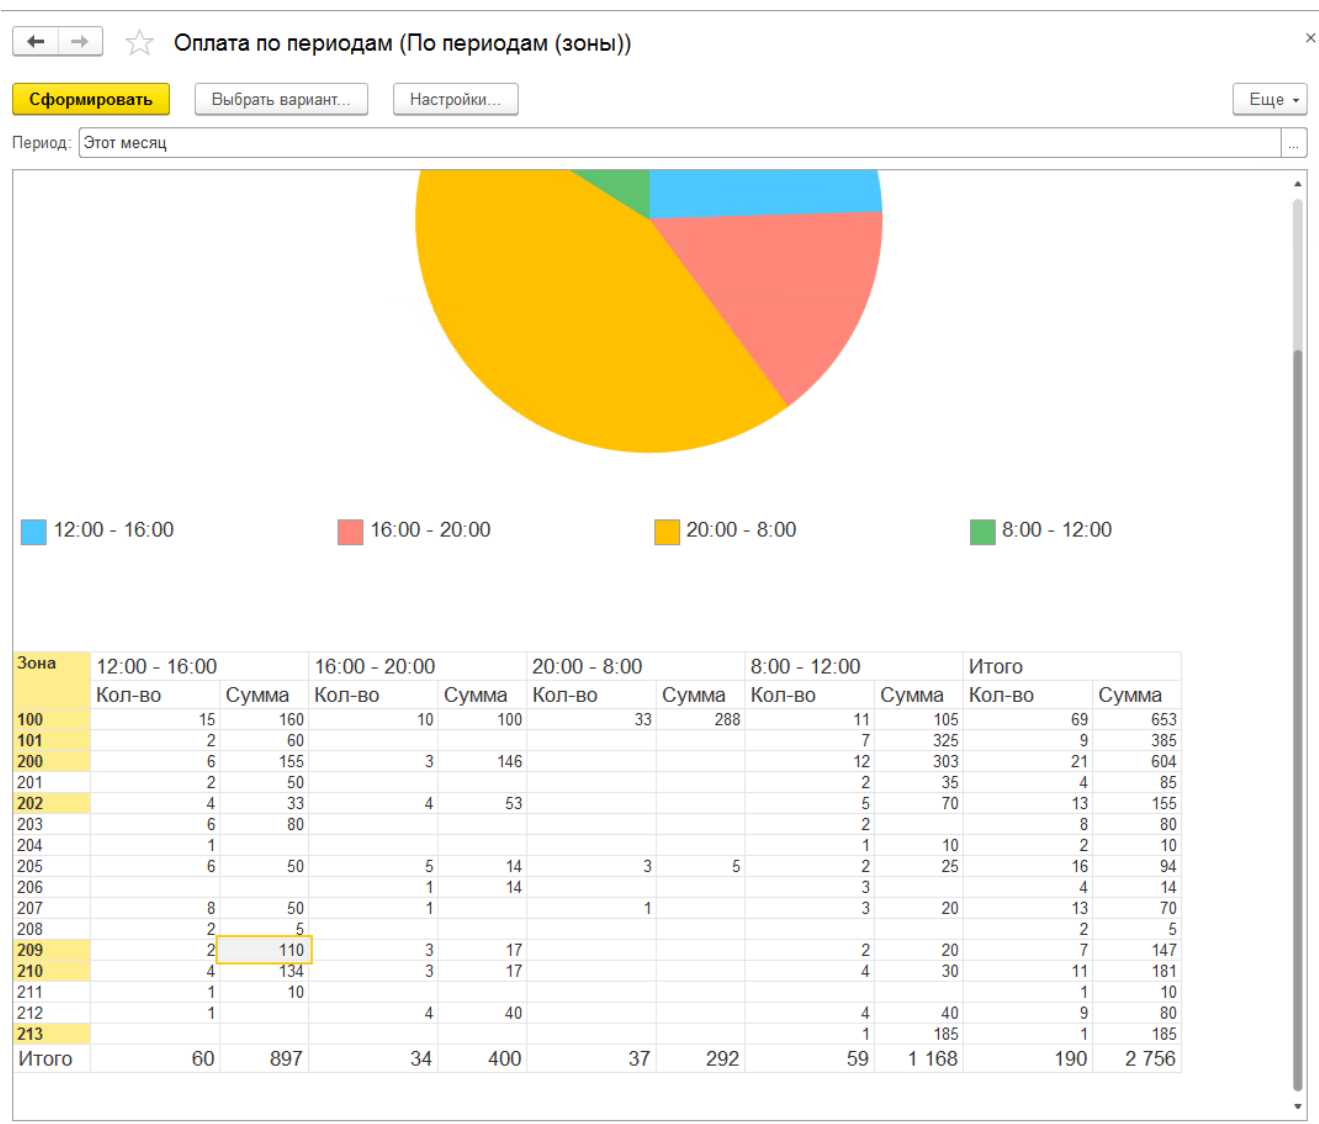 Оплата по периодам (По периодам (зоны))
Сформировать Выбрать вариант... Настройки... Еще
Период: Этот месяц ...
12:00 - 16:00 16:00 - 20:00 20:00 - 8:00 8:00 - 12:00
Зона 12:00 - 16:00 16:00 - 20:00 20:00 - 8:00 8:00 - 12:00 Итого
Кол-во Сумма Кол-во Сумма Кол-во Сумма Кол-во Сумма Кол-во Сумма
100 15 160 10 100 33 288 11 105 69 653
101 2 60 7 325 9 385
200 6 155 3 146 12 303 21 604
201 2 50 2 35 4 85
202 4 33 4 53 5 70 13 155
203 6 80 2 8 80
204 1 1 10 2 10
205 6 50 5 14 3 5 2 25 16 94
206 1 14 3 4 14
207 8 50 1 1 3 20 13 70
208 2 5 2 5
209 2 110 3 17 2 20 7 147
210 4 134 3 17 4 30 11 181
211 1 10 1 10
212 1 4 40 4 40 9 80
213 1 185 1 185
Итого 60 897 34 400 37 292 59 1 168 190 2 756